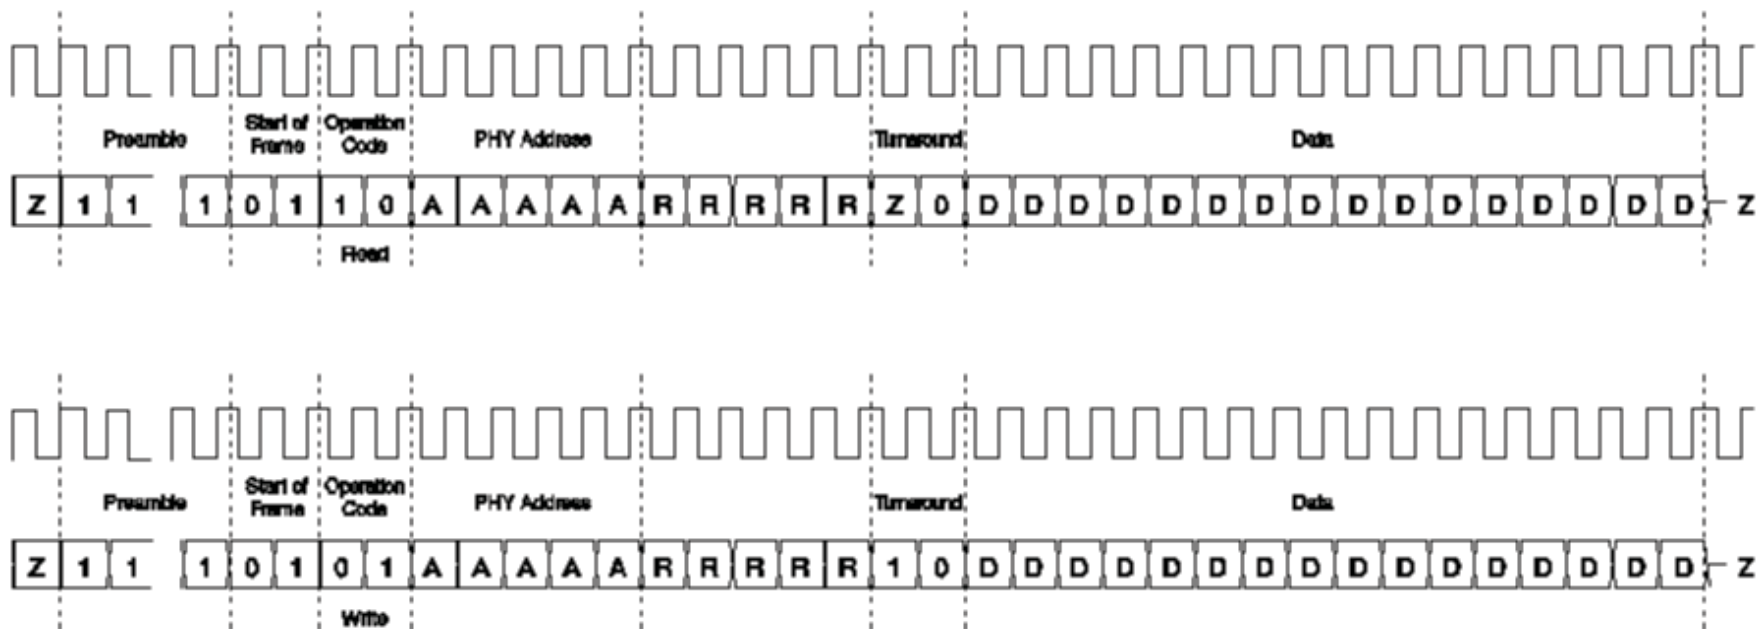 Preamble Start of Frame Operation Code PHY Address Turnaround Data
Z 1 1 1 0 1 1 0 A A A A A R R R R R Z 0 D D D D D D D D D D D D D D D D Z
Read
Preamble Start of Frame Operation Code PHY Address Turnaround Data
Z 1 1 1 0 1 0 1 A A A A A R R R R R 1 0 D D D D D D D D D D D D D D D D Z
Write